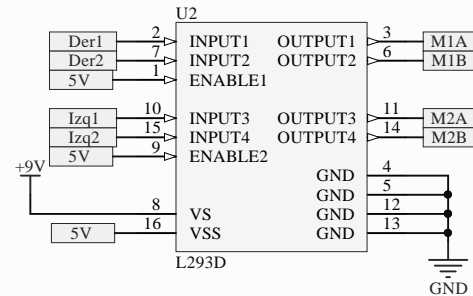 U2
Der1 2 INPUT1 OUTPUT1 3 M1A
Der2 7 INPUT2 OUTPUT2 6 M1B
5V 1 ENABLE1
Izq1 10 INPUT3 OUTPUT3 11 M2A
Izq2 15 INPUT4 OUTPUT4 14 M2B
5V 9 ENABLE2
+9V GND 4
GND 5
8 VS GND 12
5V 16 VSS GND 13
L293D
GND